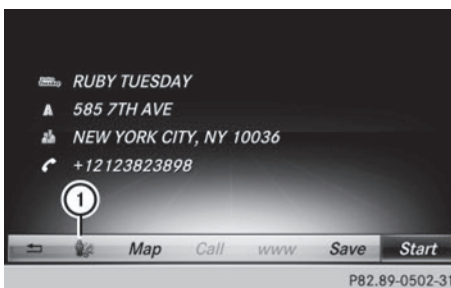 RUBY TUESDAY
585 7TH AVE
NEW YORK CITY, NY 10036
+12123823898
1
Map Call www Save Start
P82.89-0502-31